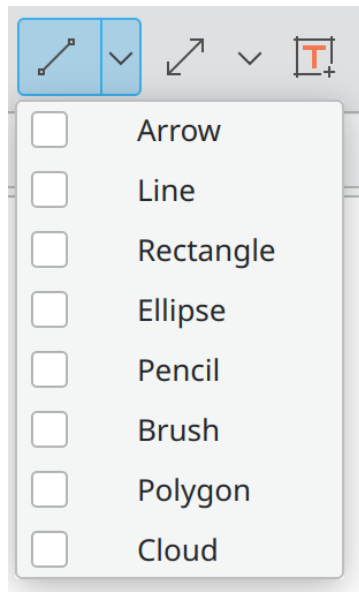 T
Arrow
Line
Rectangle
Ellipse
Pencil
Brush
Polygon
Cloud